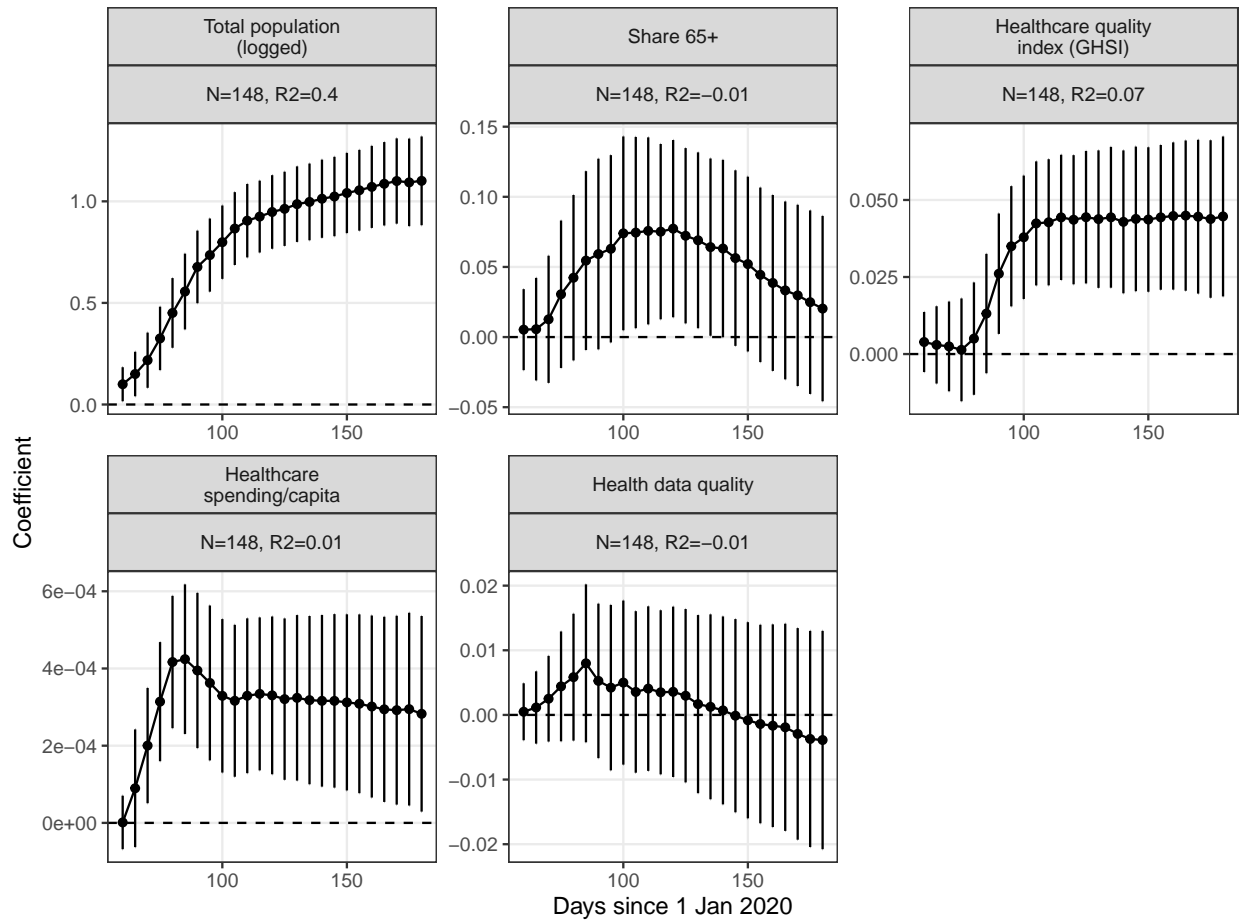 Total population
(logged)
N=148, R2=0.4
Share 65+
N=148, R2=−0.01
Healthcare quality
index (GHSI)
N=148, R2=0.07
1.0
0.5
0.0
100 150
0.15
0.10
0.05
0.00
−0.05
100 150
0.050
0.025
0.000
100 150
Coefficient
Healthcare
spending/capita
N=148, R2=0.01
Health data quality
N=148, R2=−0.01
6e−04
4e−04
2e−04
0e+00
100 150
0.02
0.01
0.00
−0.01
−0.02
100 150
Days since 1 Jan 2020